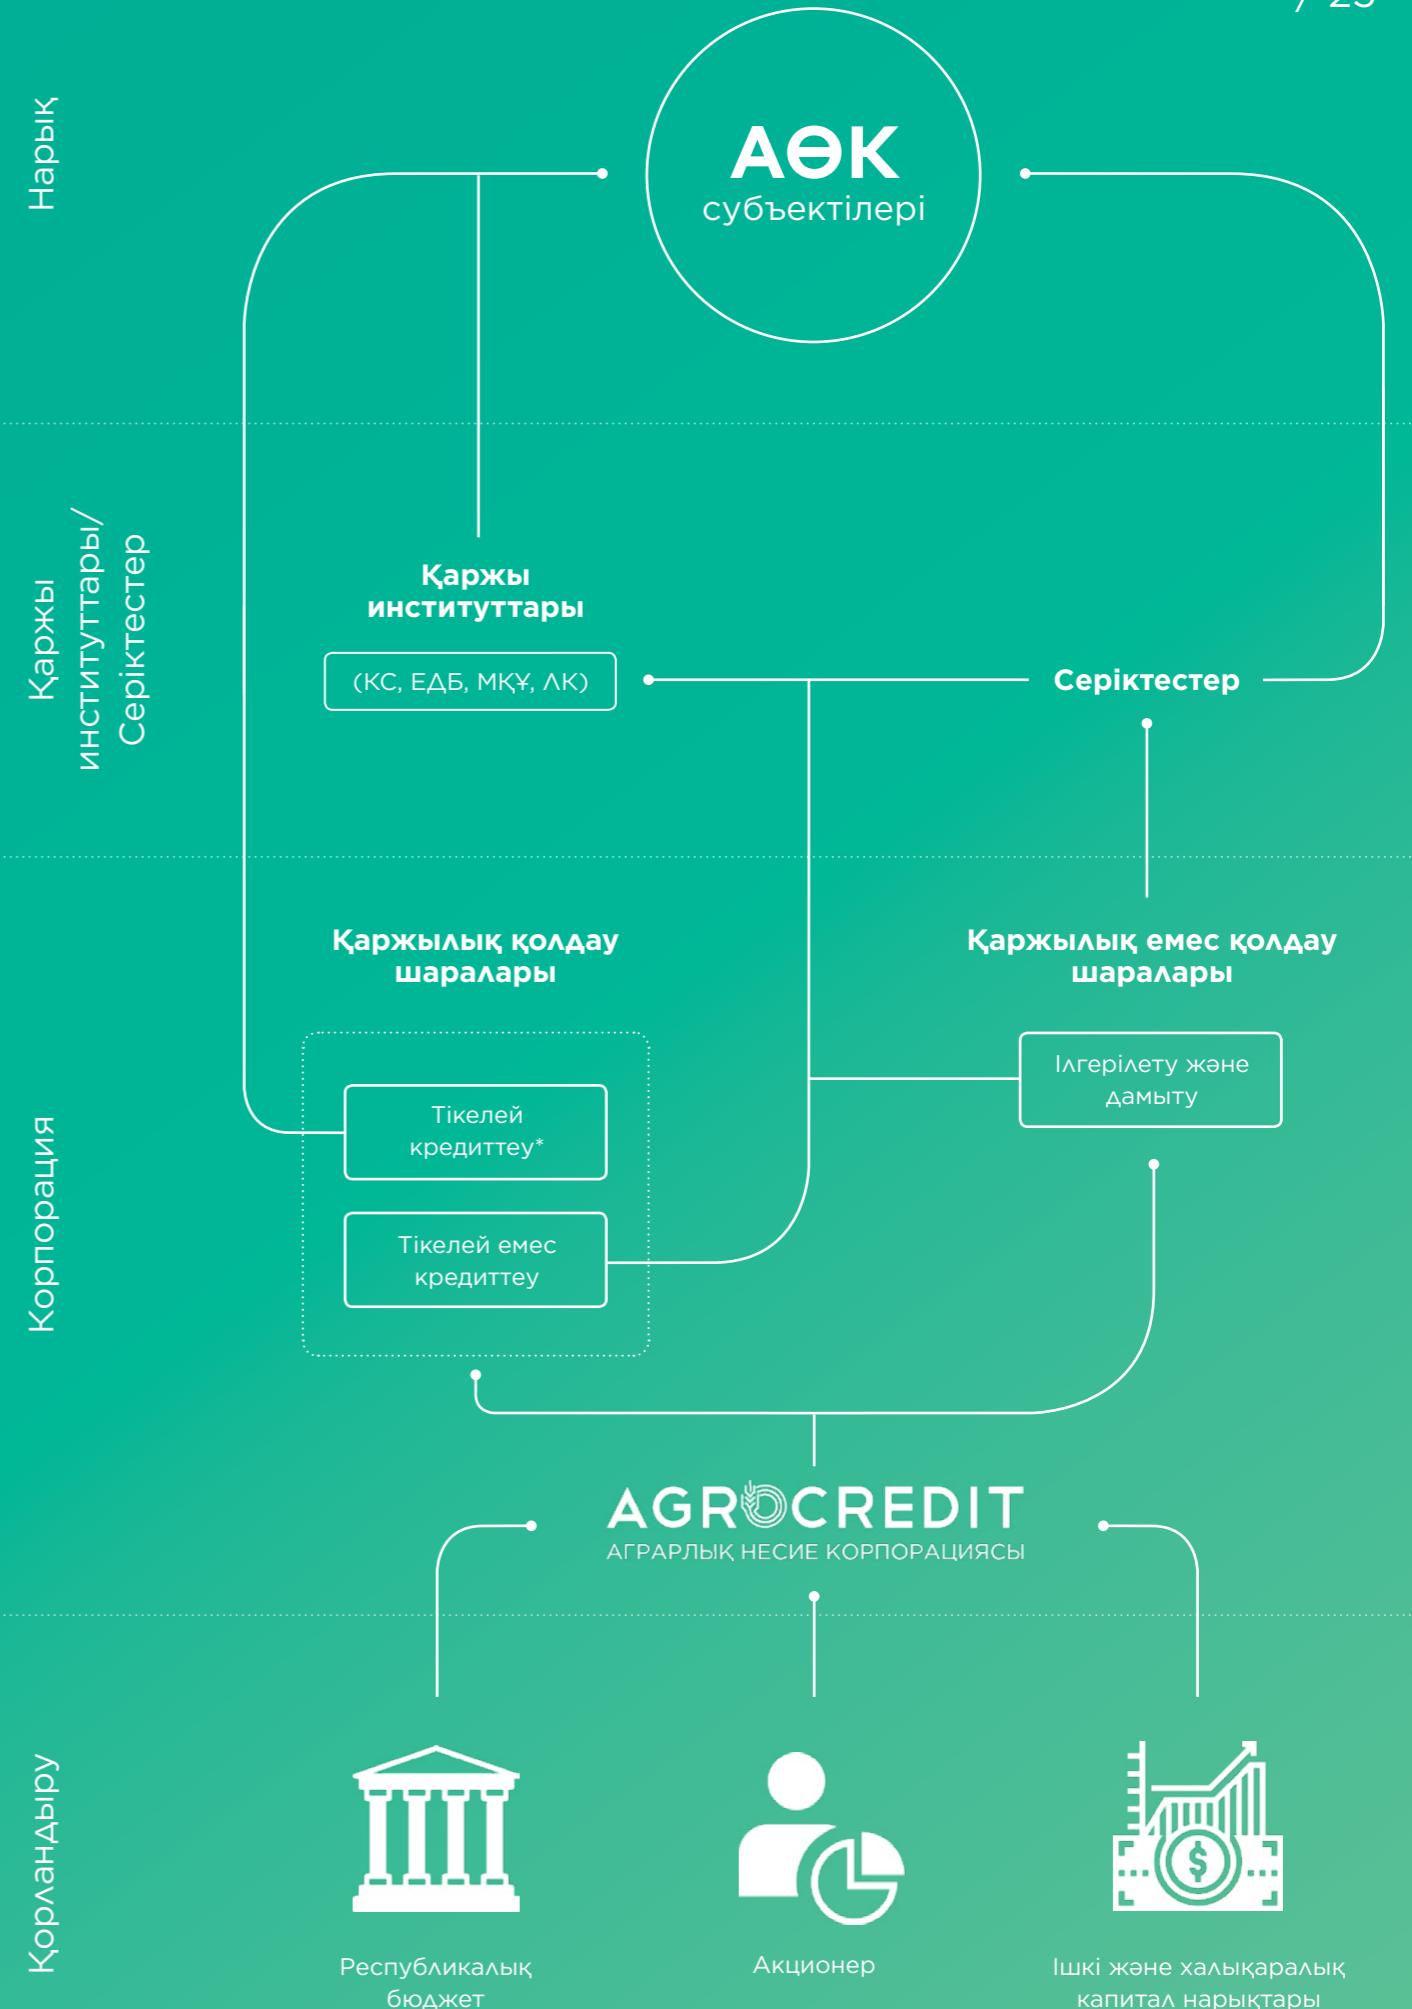 / 25
Нарық
АӨК
субъектілері
Қаржы
институттары/
Серіктестер
Қаржы
институттары
(КС, ЕДБ, МҚҰ, ЛК)
Серіктестер
Корпорация
Қаржылық қолдау
шаралары
Қаржылық емес қолдау
шаралары
Тікелей
кредиттеу*
Ілгерілету және
дамыту
Тікелей емес
кредиттеу
AGROCREDIT
АГРАРЛЫҚ НЕСИЕ КОРПОРАЦИЯСЫ
Қорландыру
Республикалық
бюджет
Акционер
Ішкі және халықаралық
капитал нарықтары